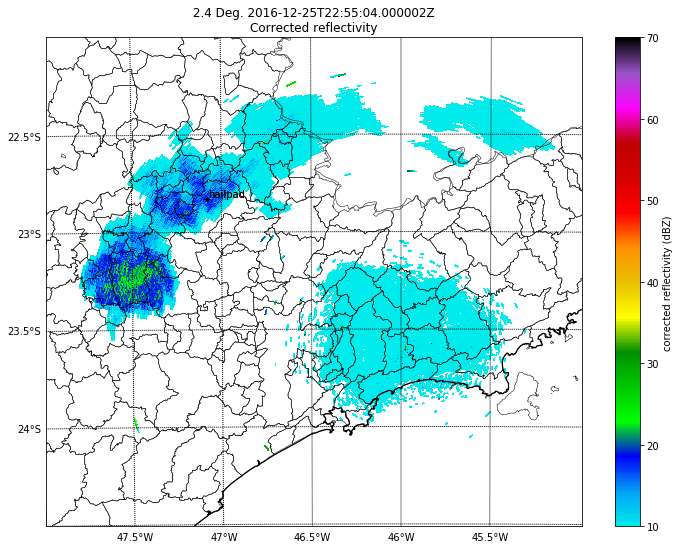 2.4 Deg. 2016-12-25T22:55:04.000002Z
Corrected reflectivity
22.5°S
23°S
23.5°S
24°S
47.5°W
47°W
46.5°W
46°W
45.5°W
hailpad
70
60
50
40
30
20
10
corrected reflectivity (dBZ)